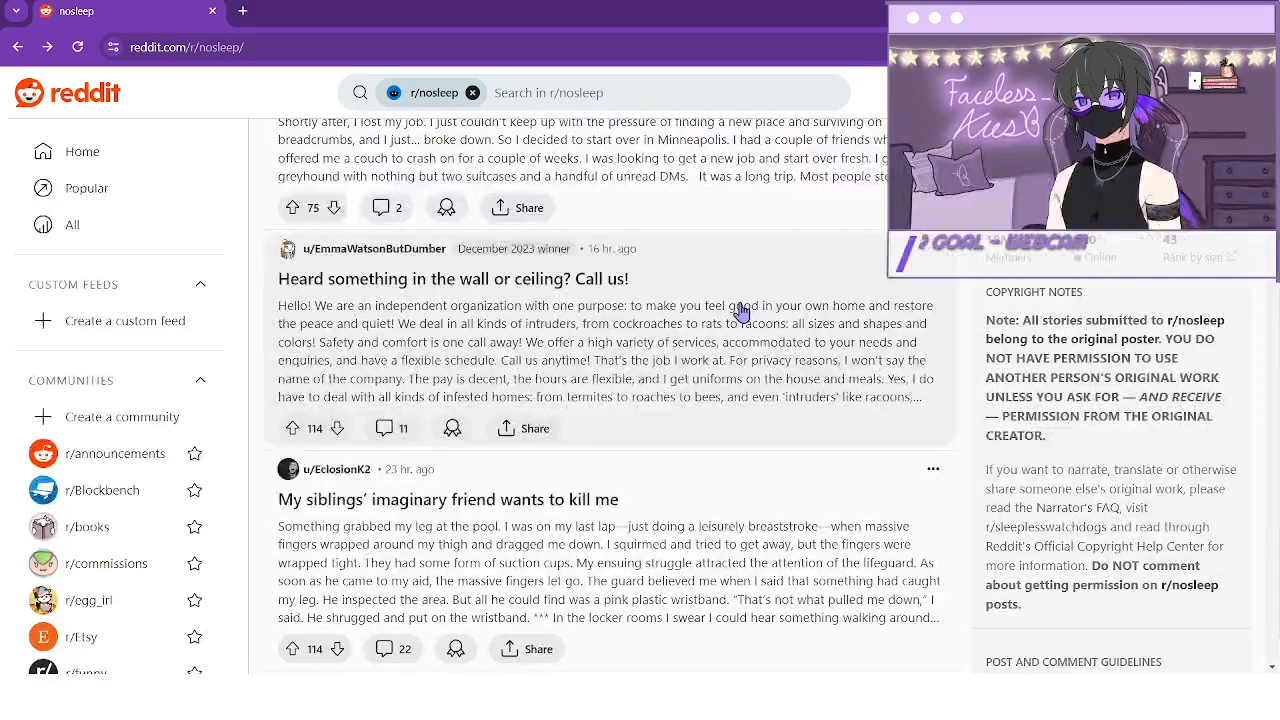 nosleep
reddit.com/r/nosleep/
reddit
r/nosleep
Search in r/nosleep
Home
Popular
All
CUSTOM FEEDS
Create a custom feed
COMMUNITIES
Create a community
r/announcements
r/Blockbench
r/books
r/commissions
r/egg_irl
r/Etsy
r/funny
Shortly after, I lost my job. I just couldn't keep up with the pressure of finding a new place and surviving on
breadcrumbs, and I just... broke down. So I decided to start over in Minneapolis. I had a couple of friends
offered me a couch to crash on for a couple of weeks. I was looking to get a new job and start over fresh. I
greyhound with nothing but two suitcases and a handful of unread DMs. It was a long trip. Most people
75
2
Share
u/EmmaWatsonButDumber
December 2023 winner
• 16 hr. ago
Heard something in the wall or ceiling? Call us!
Hello! We are an independent organization with one purpose: to make you feel good in your own home and restore
the peace and quiet! We deal in all kinds of intruders, from cockroaches to rats to racoons: all sizes and shapes and
colors! Safety and comfort is one call away! We offer a high variety of services, accommodated to your needs and
enquiries, and have a flexible schedule. Call us anytime! That's the job I work at. For privacy reasons, I won't say the
name of the company. The pay is decent, the hours are flexible, and I get uniforms on the house and meals. Yes, I do
have to deal with all kinds of infested homes: from termites to roaches to bees, and even 'intruders' like racoons,...
114
11
Share
u/EclosionK2
• 23 hr. ago
My siblings' imaginary friend wants to kill me
Something grabbed my leg at the pool. I was on my last lap—just doing a leisurely breaststroke—when massive
fingers wrapped around my thigh and dragged me down. I squirmed and tried to get away, but the fingers were
wrapped tight. They had some form of suction cups. My ensuing struggle attracted the attention of the lifeguard. As
soon as he came to my aid, the massive fingers let go. The guard believed me when I said that something had caught
my leg. He inspected the area. But all he could find was a pink plastic wristband. "That's not what pulled me down," I
said. He shrugged and put on the wristband. *** In the locker rooms I swear I could hear something walking around...
114
22
Share
Faceless_
? GOAL - WEBCAM
Members
Online
43
Rank by size
COPYRIGHT NOTES
Note: All stories submitted to r/nosleep
belong to the original poster. YOU DO
NOT HAVE PERMISSION TO USE
ANOTHER PERSON'S ORIGINAL WORK
UNLESS YOU ASK FOR — AND RECEIVE
— PERMISSION FROM THE ORIGINAL
CREATOR.
If you want to narrate, translate or otherwise
share someone else's original work, please
read the Narrator's FAQ, visit
r/sleeplesswatchdogs and read through
Reddit's Official Copyright Help Center for
more information. Do NOT comment
about getting permission on r/nosleep
posts.
POST AND COMMENT GUIDELINES